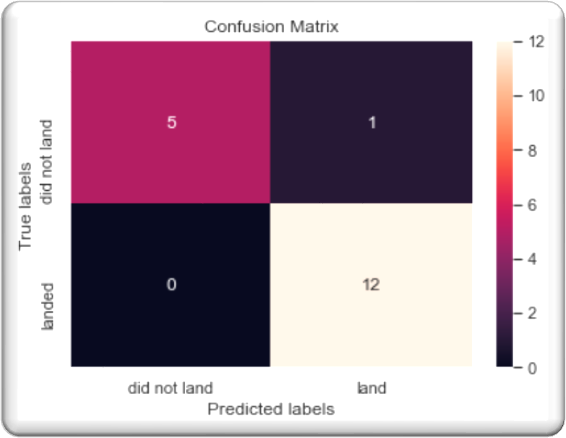 Confusion Matrix
True labels
did not land
landed
5
1
0
12
did not land
land
Predicted labels
12
10
8
6
4
2
0